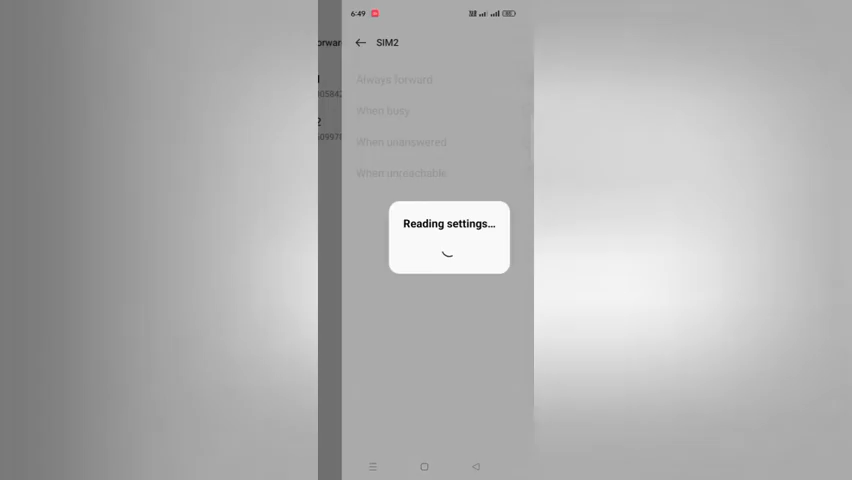 6:49
SIM2
Always forward
When busy
When unanswered
When unreachable
Reading settings...